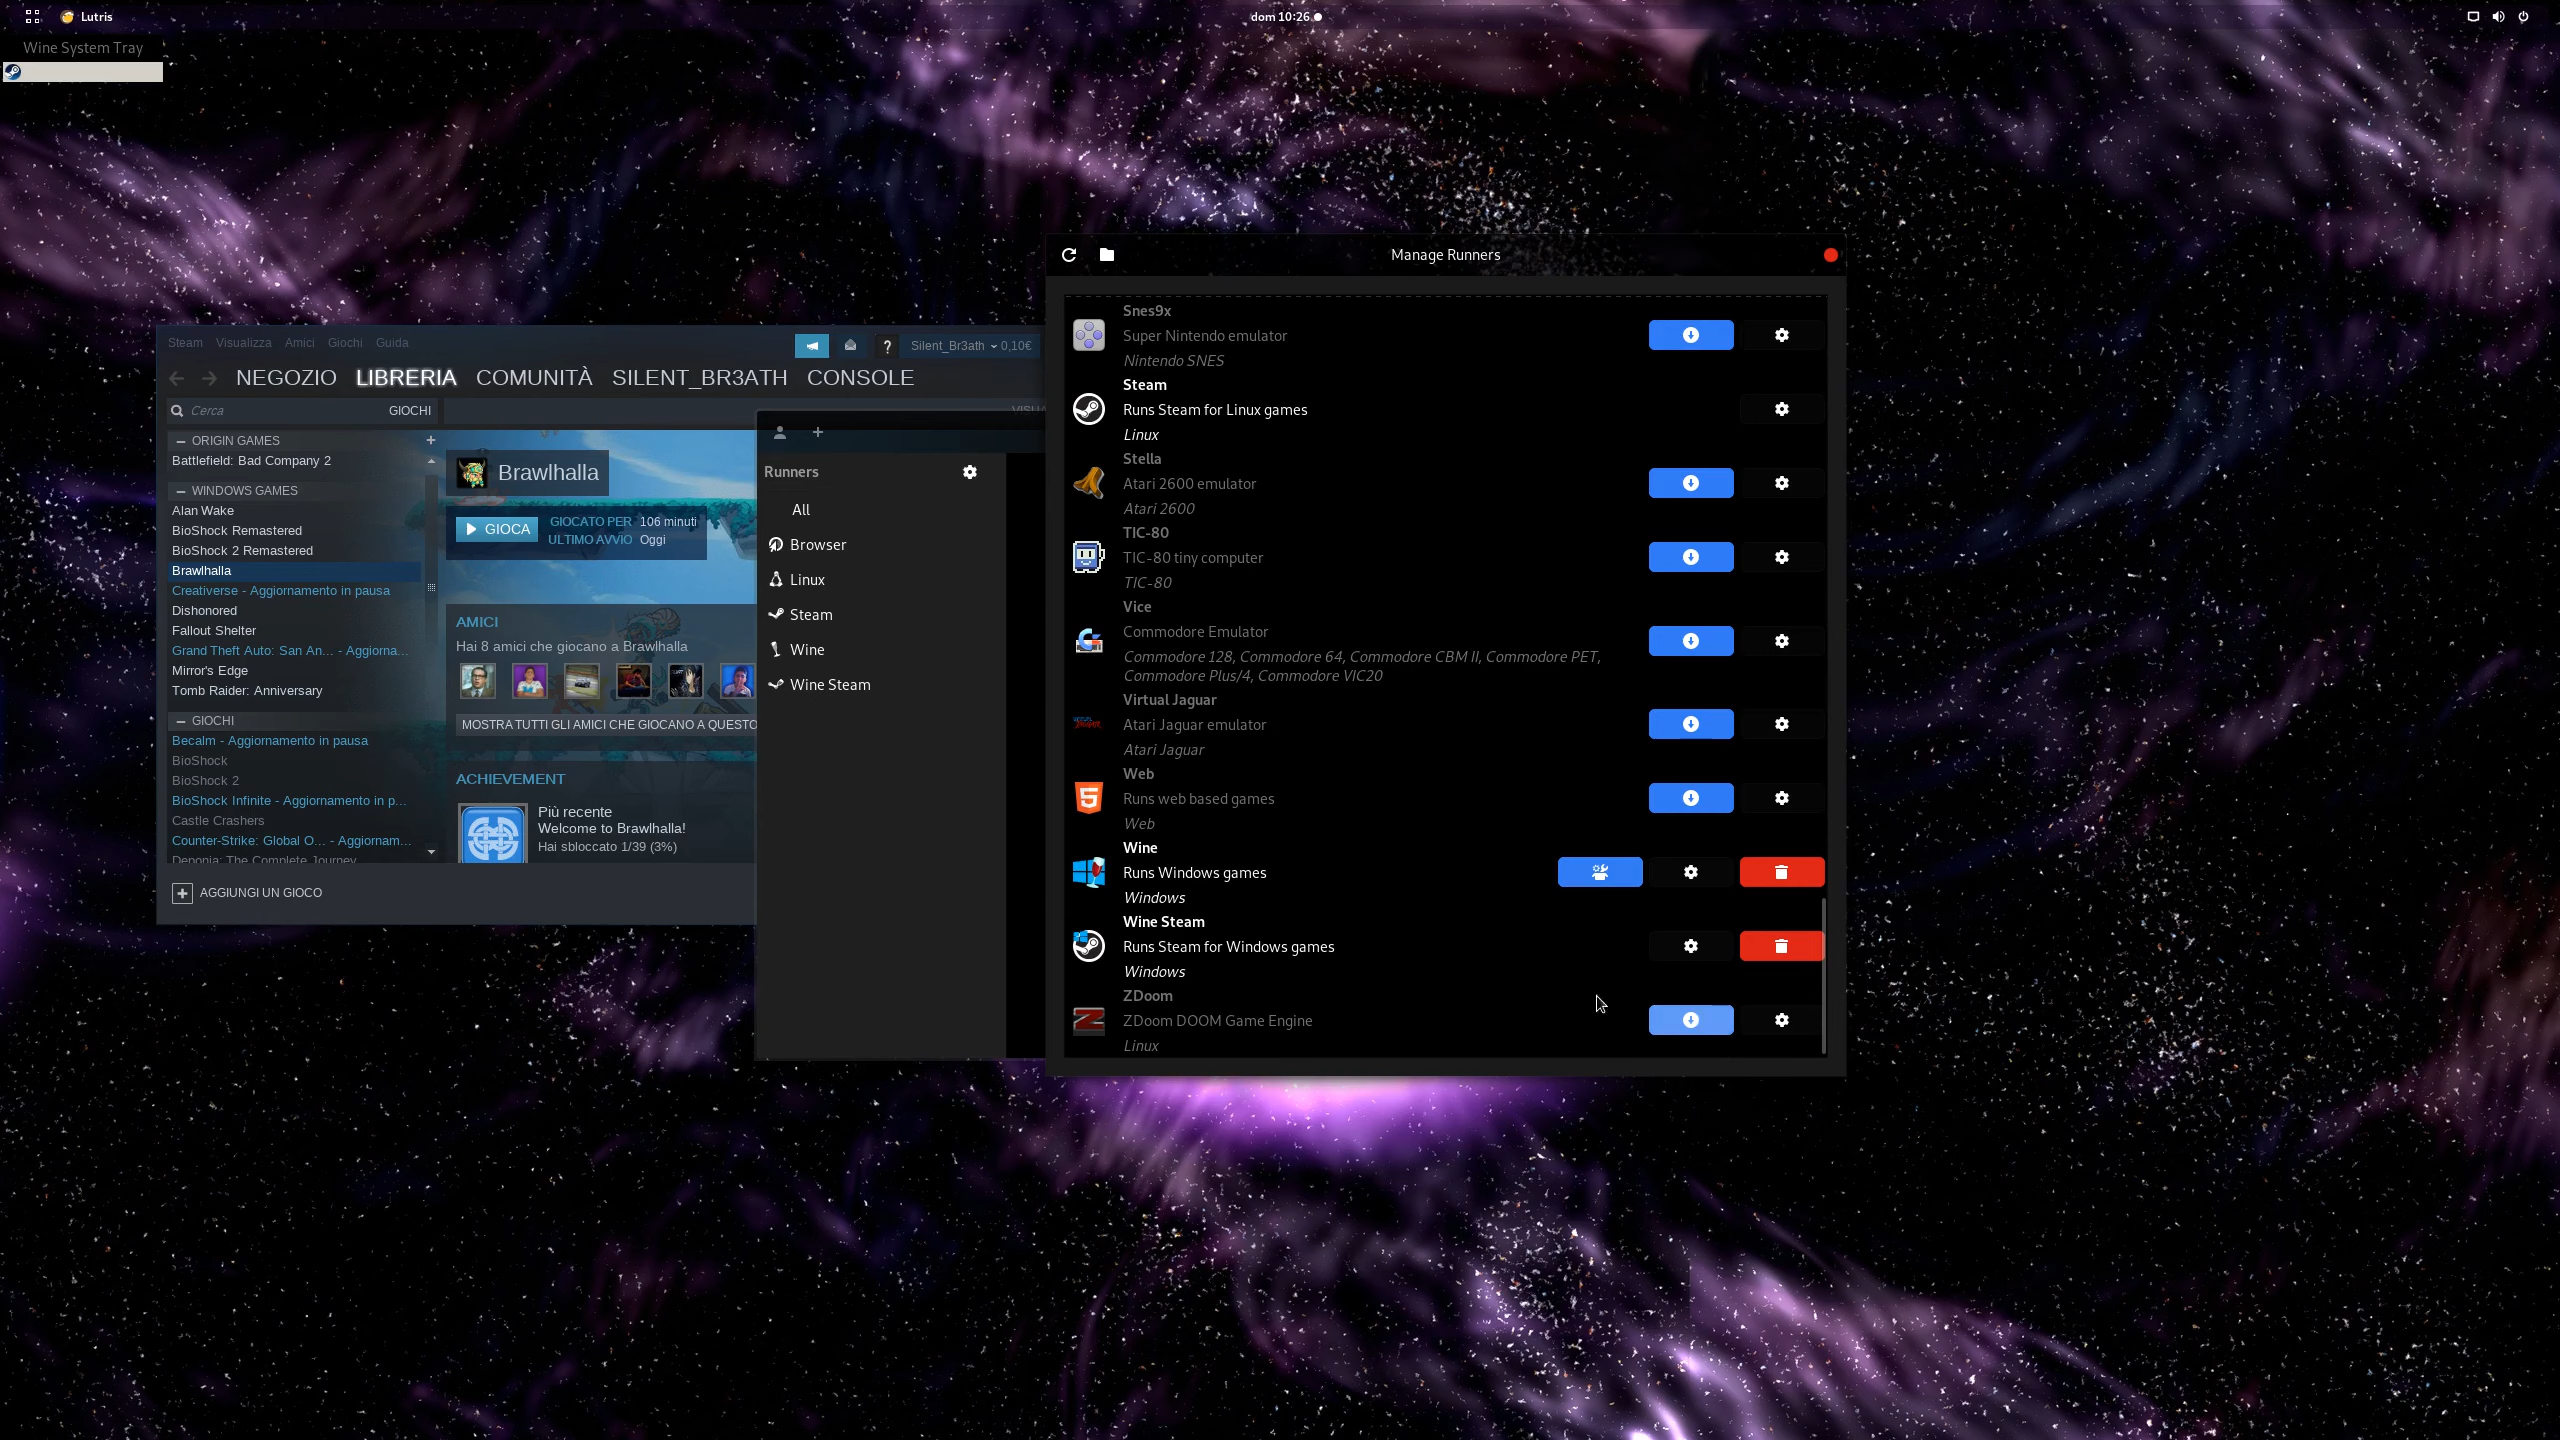 Lutris
dom 10:26
Wine System Tray
Steam Visualizza Amici Giochi Guida
Silent_Br3ath 0,10€
NEGOZIO LIBRERIA COMUNITÀ SILENT_BR3ATH CONSOLE
Cerca GIOCHI
ORIGIN GAMES
Battlefield: Bad Company 2
WINDOWS GAMES
Alan Wake
BioShock Remastered
BioShock 2 Remastered
Brawlhalla
Creativerse - Aggiornamento in pausa
Dishonored
Fallout Shelter
Grand Theft Auto: San An... - Aggiorna...
Mirror's Edge
Tomb Raider: Anniversary
GIOCHI
Becalm - Aggiornamento in pausa
BioShock
BioShock 2
BioShock Infinite - Aggiornamento in p...
Castle Crashers
Counter-Strike: Global O... - Aggiornam...
Deponia: The Complete Journey
AGGIUNGI UN GIOCO
Brawlhalla
GIOCA
GIOCATO PER 106 minuti
ULTIMO AVVIO Oggi
AMICI
Hai 8 amici che giocano a Brawlhalla
MOSTRA TUTTI GLI AMICI CHE GIOCANO A QUESTO
ACHIEVEMENT
Più recente
Welcome to Brawlhalla!
Hai sbloccato 1/39 (3%)
Runners
All
Browser
Linux
Steam
Wine
Wine Steam
Manage Runners
Snes9x
Super Nintendo emulator
Nintendo SNES
Steam
Runs Steam for Linux games
Linux
Stella
Atari 2600 emulator
Atari 2600
TIC-80
TIC-80 tiny computer
TIC-80
Vice
Commodore Emulator
Commodore 128, Commodore 64, Commodore CBM II, Commodore PET,
Commodore Plus/4, Commodore VIC20
Virtual Jaguar
Atari Jaguar emulator
Atari Jaguar
Web
Runs web based games
Web
Wine
Runs Windows games
Windows
Wine Steam
Runs Steam for Windows games
Windows
ZDoom
ZDoom DOOM Game Engine
Linux